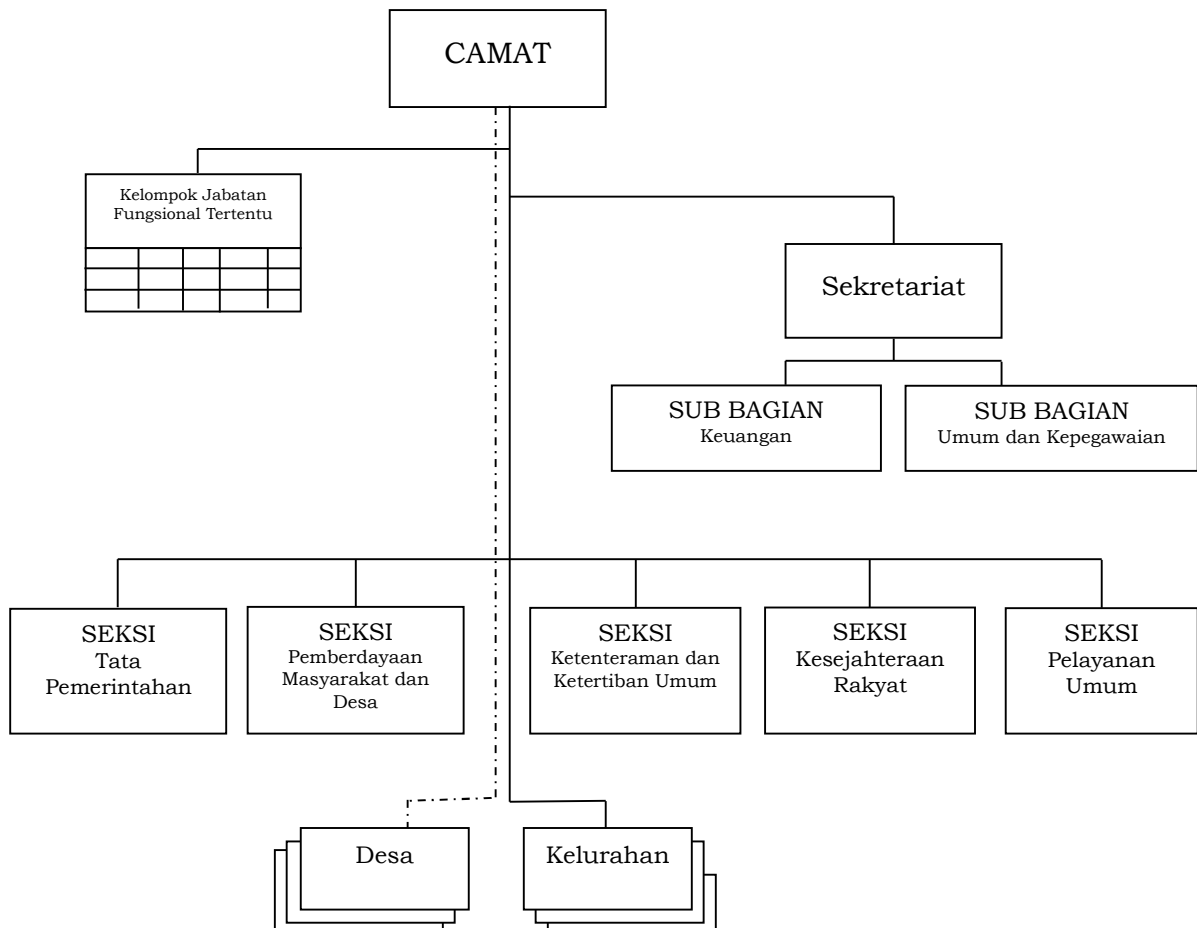 CAMAT
Kelompok Jabatan
Fungsional Tertentu
Sekretariat
SUB BAGIAN
Keuangan
SUB BAGIAN
Umum dan Kepegawaian
SEKSI
Tata
Pemerintahan
SEKSI
Pemberdayaan
Masyarakat dan
Desa
SEKSI
Ketenteraman dan
Ketertiban Umum
SEKSI
Kesejahteraan
Rakyat
SEKSI
Pelayanan
Umum
Desa
Kelurahan